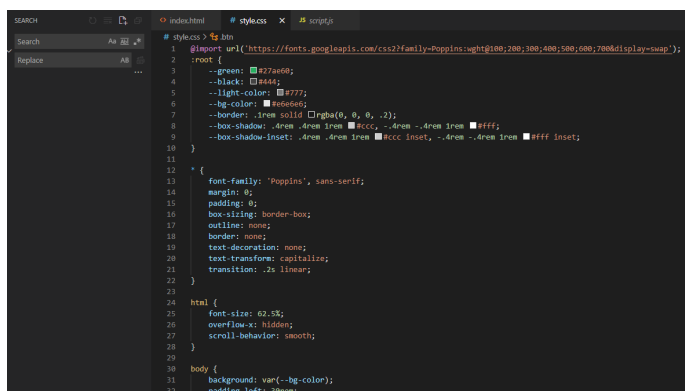 SEARCH
Search
Aa
Replace
AB
...
index.html
# style.css
JS script.js
# style.css > .btn
1 @import url('https://fonts.googleapis.com/css2?family=Poppins:wght@100;200;300;400;500;600;700&display=swap');
2 :root {
3 --green: #27ae60;
4 --black: #444;
5 --light-color: #777;
6 --bg-color: #e6e6e6;
7 --border: .1rem solid rgba(0, 0, 0, .2);
8 --box-shadow: .4rem .4rem 1rem #ccc, -.4rem -.4rem 1rem #fff;
9 --box-shadow-inset: .4rem .4rem 1rem #ccc inset, -.4rem -.4rem 1rem #fff inset;
10 }
11
12 * {
13 font-family: 'Poppins', sans-serif;
14 margin: 0;
15 padding: 0;
16 box-sizing: border-box;
17 outline: none;
18 border: none;
19 text-decoration: none;
20 text-transform: capitalize;
21 transition: .2s linear;
22 }
23
24 html {
25 font-size: 62.5%;
26 overflow-x: hidden;
27 scroll-behavior: smooth;
28 }
29
30 body {
31 background: var(--bg-color);
32 padding-left: